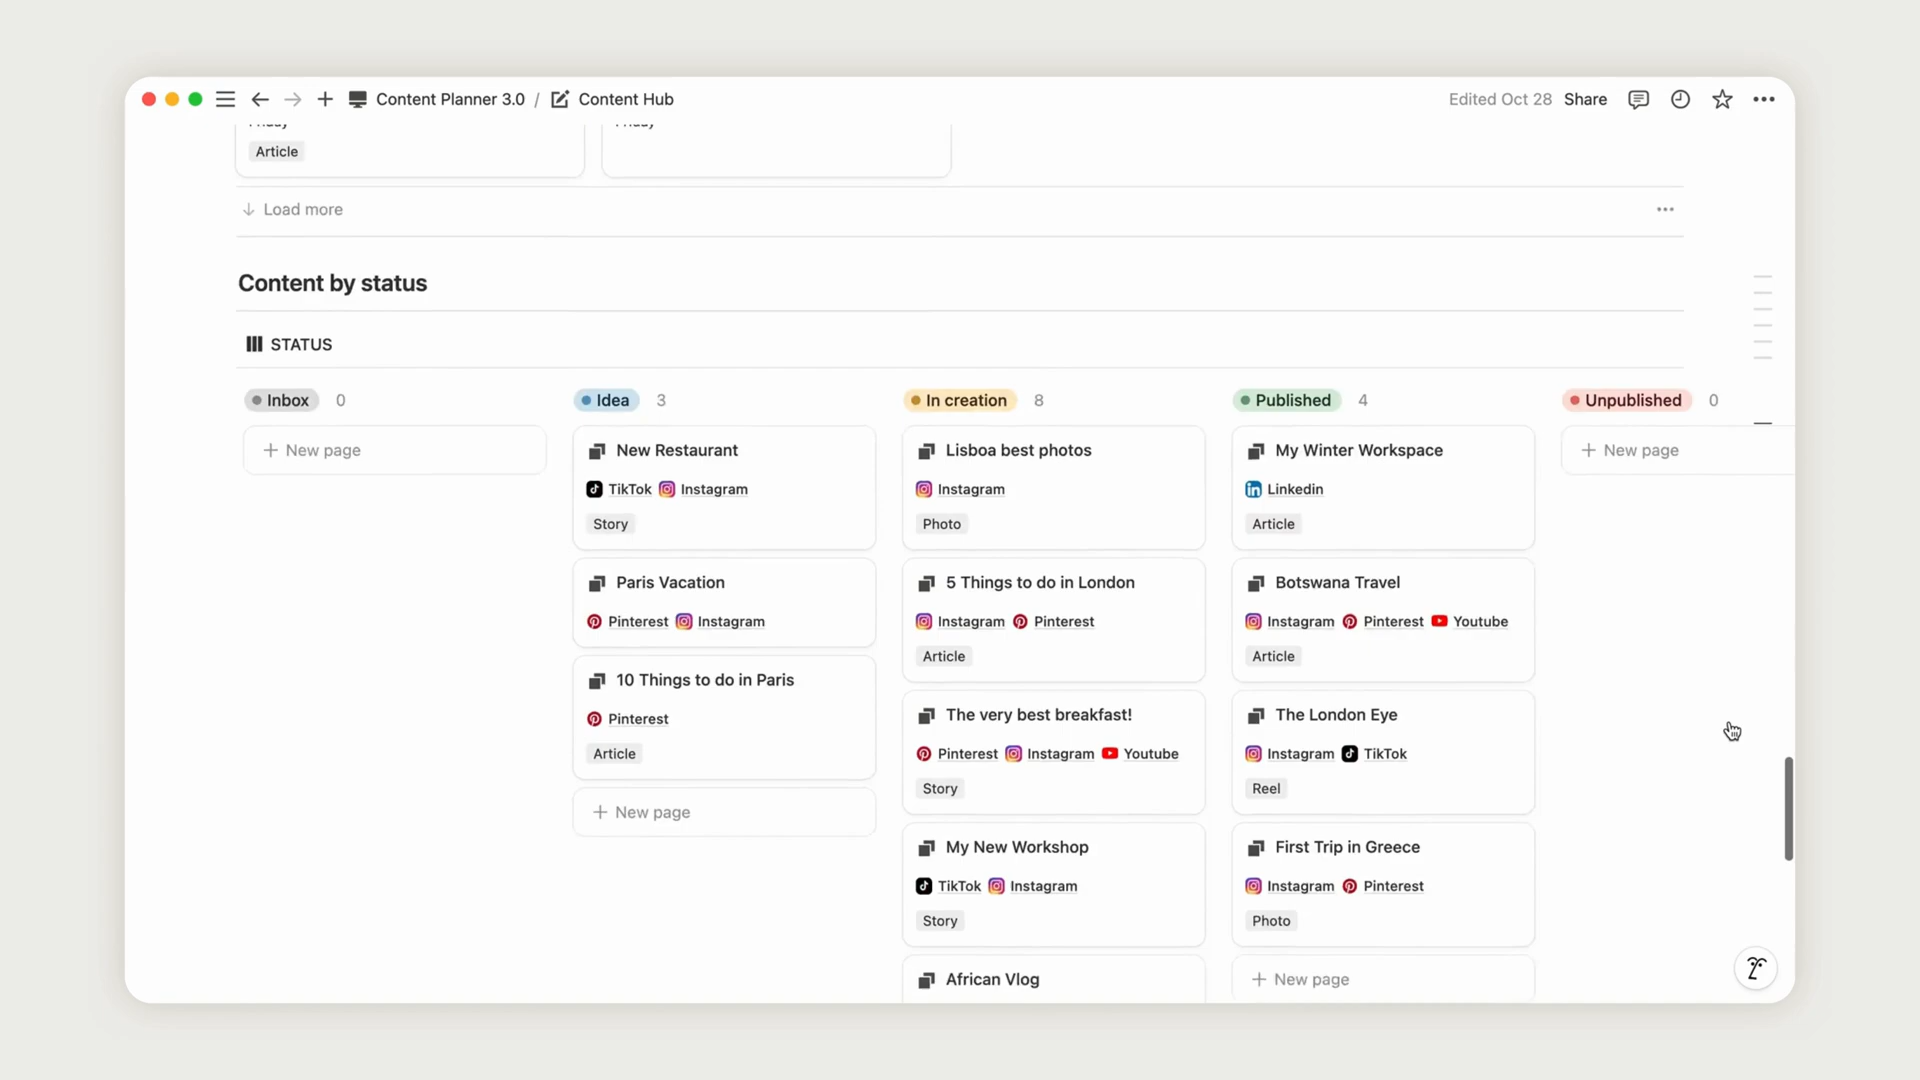 Content Planner 3.0 / Content Hub
Edited Oct 28 Share
Article
Load more
Content by status
STATUS
Inbox 0
New page
Idea 3
New Restaurant
TikTok Instagram
Story
Paris Vacation
Pinterest Instagram
10 Things to do in Paris
Pinterest
Article
New page
In creation 8
Lisboa best photos
Instagram
Photo
5 Things to do in London
Instagram Pinterest
Article
The very best breakfast!
Pinterest Instagram Youtube
Story
My New Workshop
TikTok Instagram
Story
African Vlog
Published 4
My Winter Workspace
Linkedin
Article
Botswana Travel
Instagram Pinterest Youtube
Article
The London Eye
Instagram TikTok
Reel
First Trip in Greece
Instagram Pinterest
Photo
New page
Unpublished 0
New page